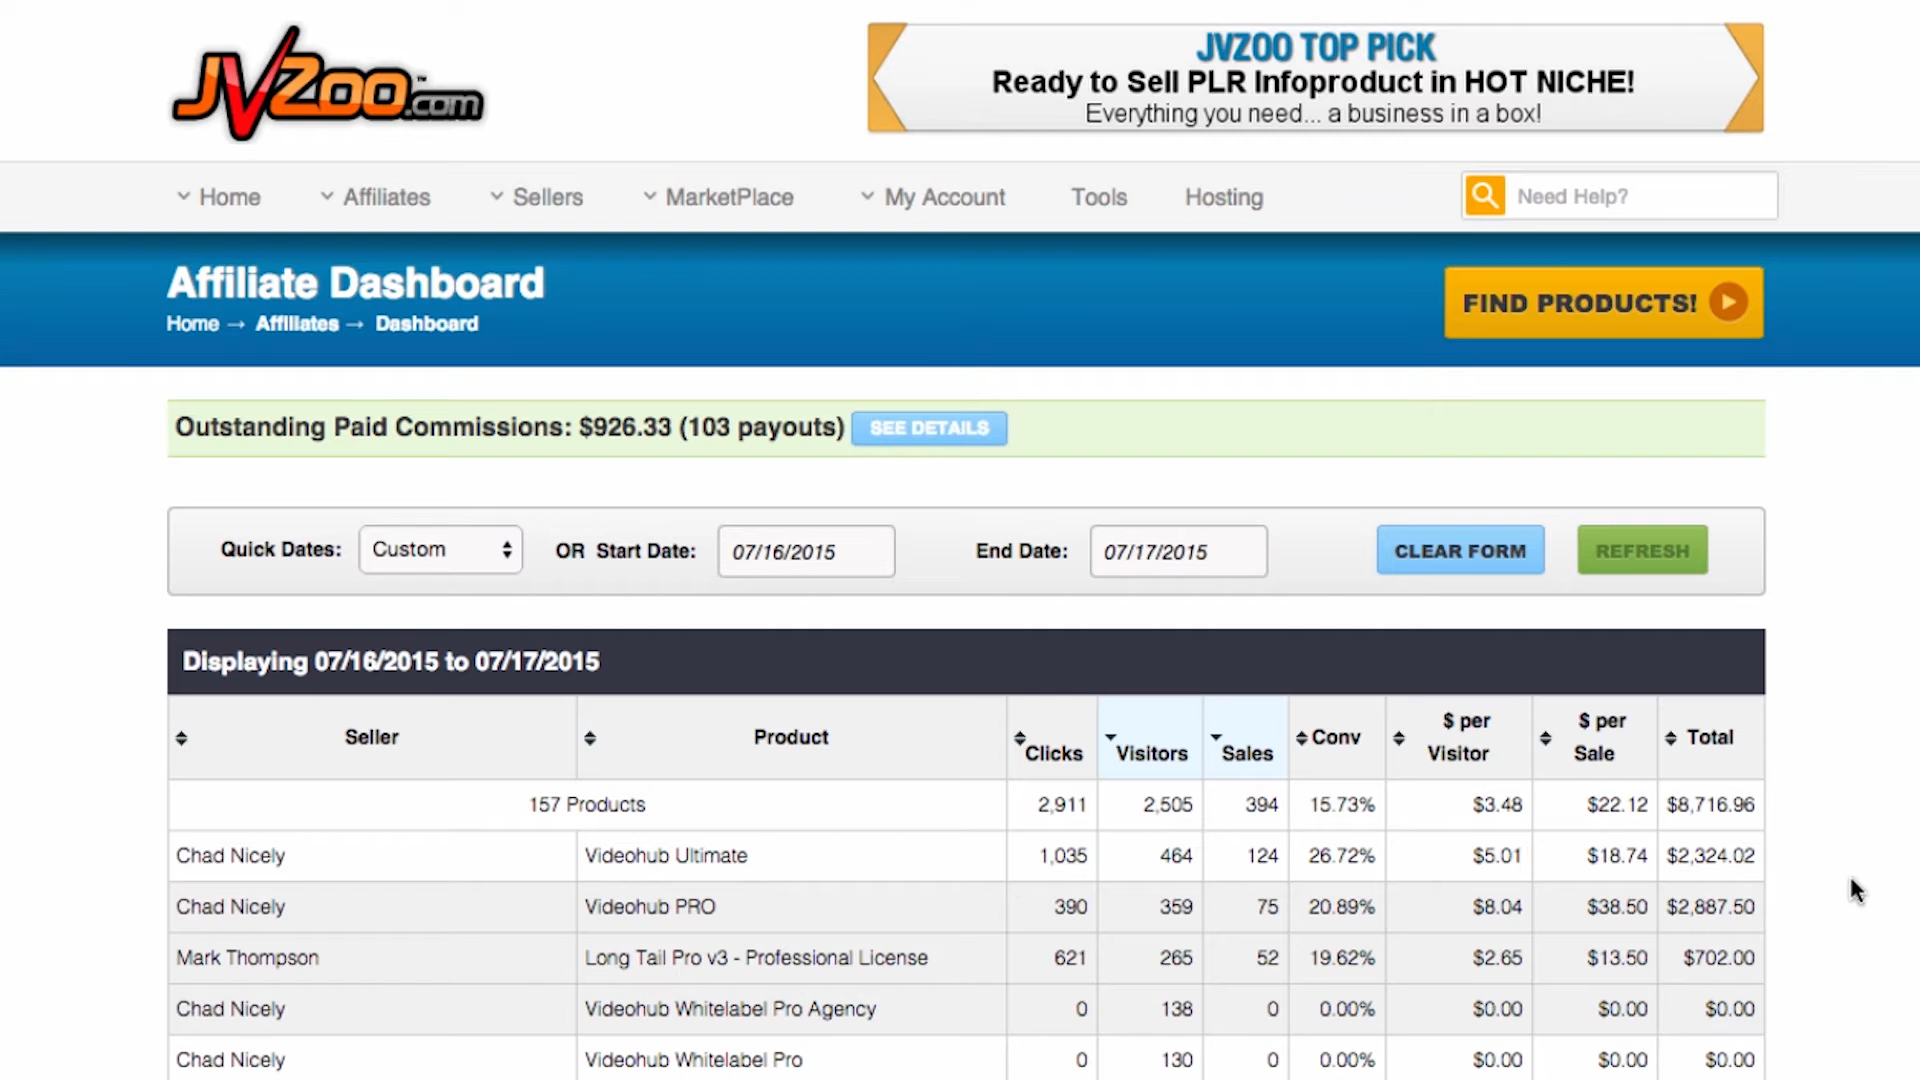 JVZoo.com™
JVZOO TOP PICK
Ready to Sell PLR Infoproduct in HOT NICHE!
Everything you need... a business in a box!
Home Affiliates Sellers MarketPlace My Account Tools Hosting Need Help?
Affiliate Dashboard
Home → Affiliates → Dashboard
FIND PRODUCTS!
Outstanding Paid Commissions: $926.33 (103 payouts) SEE DETAILS
Quick Dates: Custom OR Start Date: 07/16/2015 End Date: 07/17/2015 CLEAR FORM REFRESH
Displaying 07/16/2015 to 07/17/2015
Seller Product Clicks Visitors Sales Conv $ per Visitor $ per Sale Total
157 Products 2,911 2,505 394 15.73% $3.48 $22.12 $8,716.96
Chad Nicely Videohub Ultimate 1,035 464 124 26.72% $5.01 $18.74 $2,324.02
Chad Nicely Videohub PRO 390 359 75 20.89% $8.04 $38.50 $2,887.50
Mark Thompson Long Tail Pro v3 - Professional License 621 265 52 19.62% $2.65 $13.50 $702.00
Chad Nicely Videohub Whitelabel Pro Agency 0 138 0 0.00% $0.00 $0.00 $0.00
Chad Nicely Videohub Whitelabel Pro 0 130 0 0.00% $0.00 $0.00 $0.00